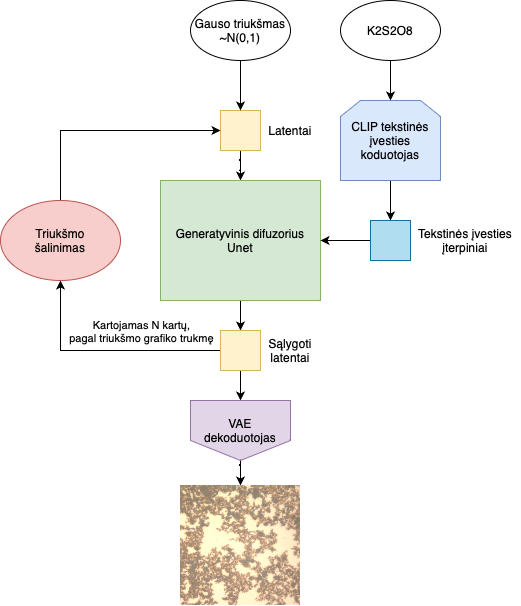 Gauso triukšmas
~N(0,1)
K2S2O8
Latentai
CLIP tekstinės
įvesties
koduotojas
Triukšmo
šalinimas
Generatyvinis difuzorius
Unet
Tekstinės įvesties
įterpiniai
Kartojamas N kartų,
pagal triukšmo grafiko trukmę
Sąlygoti
latentai
VAE
dekoduotojas